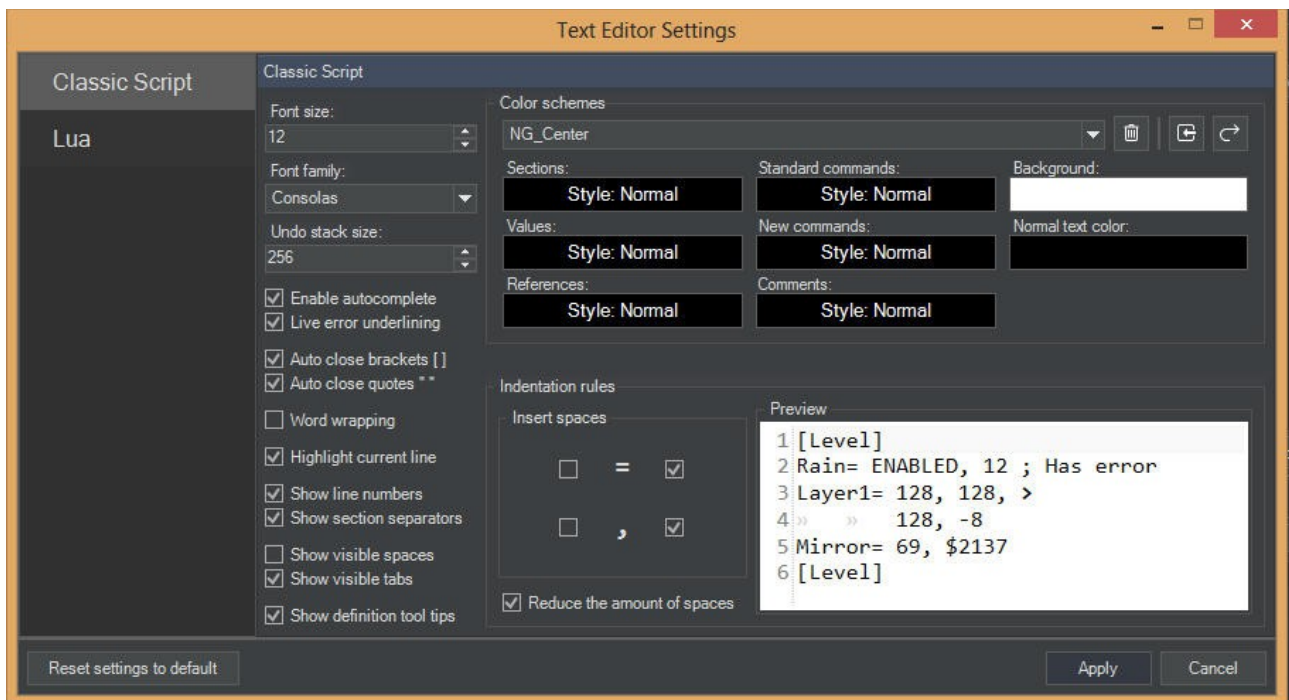 Text Editor Settings
Classic Script
Lua
Classic Script
Font size:
12
Font family:
Consolas
Undo stack size:
256
Enable autocomplete
Live error underlining
Auto close brackets [ ]
Auto close quotes " "
Word wrapping
Highlight current line
Show line numbers
Show section separators
Show visible spaces
Show visible tabs
Show definition tool tips
Color schemes
NG_Center
Sections:
Style: Normal
Standard commands:
Style: Normal
Background:
Values:
Style: Normal
New commands:
Style: Normal
Normal text color:
References:
Style: Normal
Comments:
Style: Normal
Indentation rules
Insert spaces
=
,
Reduce the amount of spaces
Preview
1 [Level]
2 Rain= ENABLED, 12 ; Has error
3 Layer1= 128, 128, >
4 » » 128, -8
5 Mirror= 69, $2137
6 [Level]
Reset settings to default
Apply
Cancel